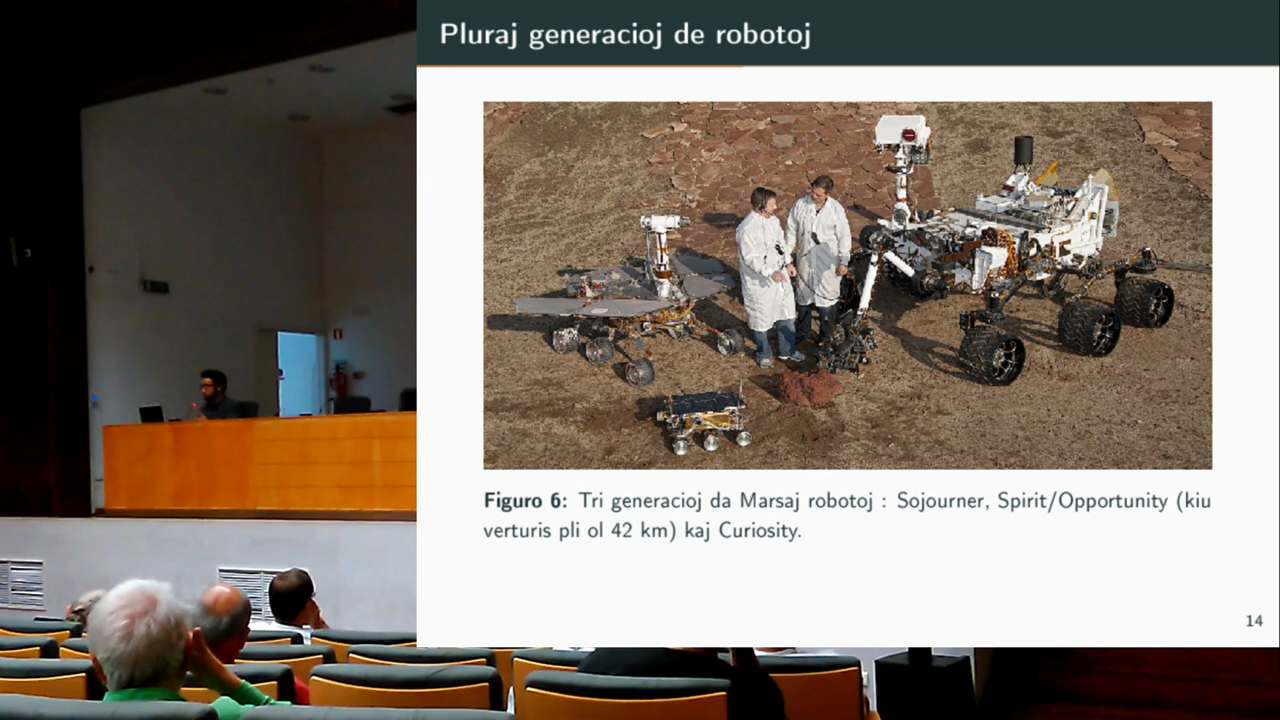 Pluraj generacioj de robotoj
Figuro 6: Tri generacioj da Marsaj robotoj : Sojourner, Spirit/Opportunity (kiu
verturis pli ol 42 km) kaj Curiosity.
14